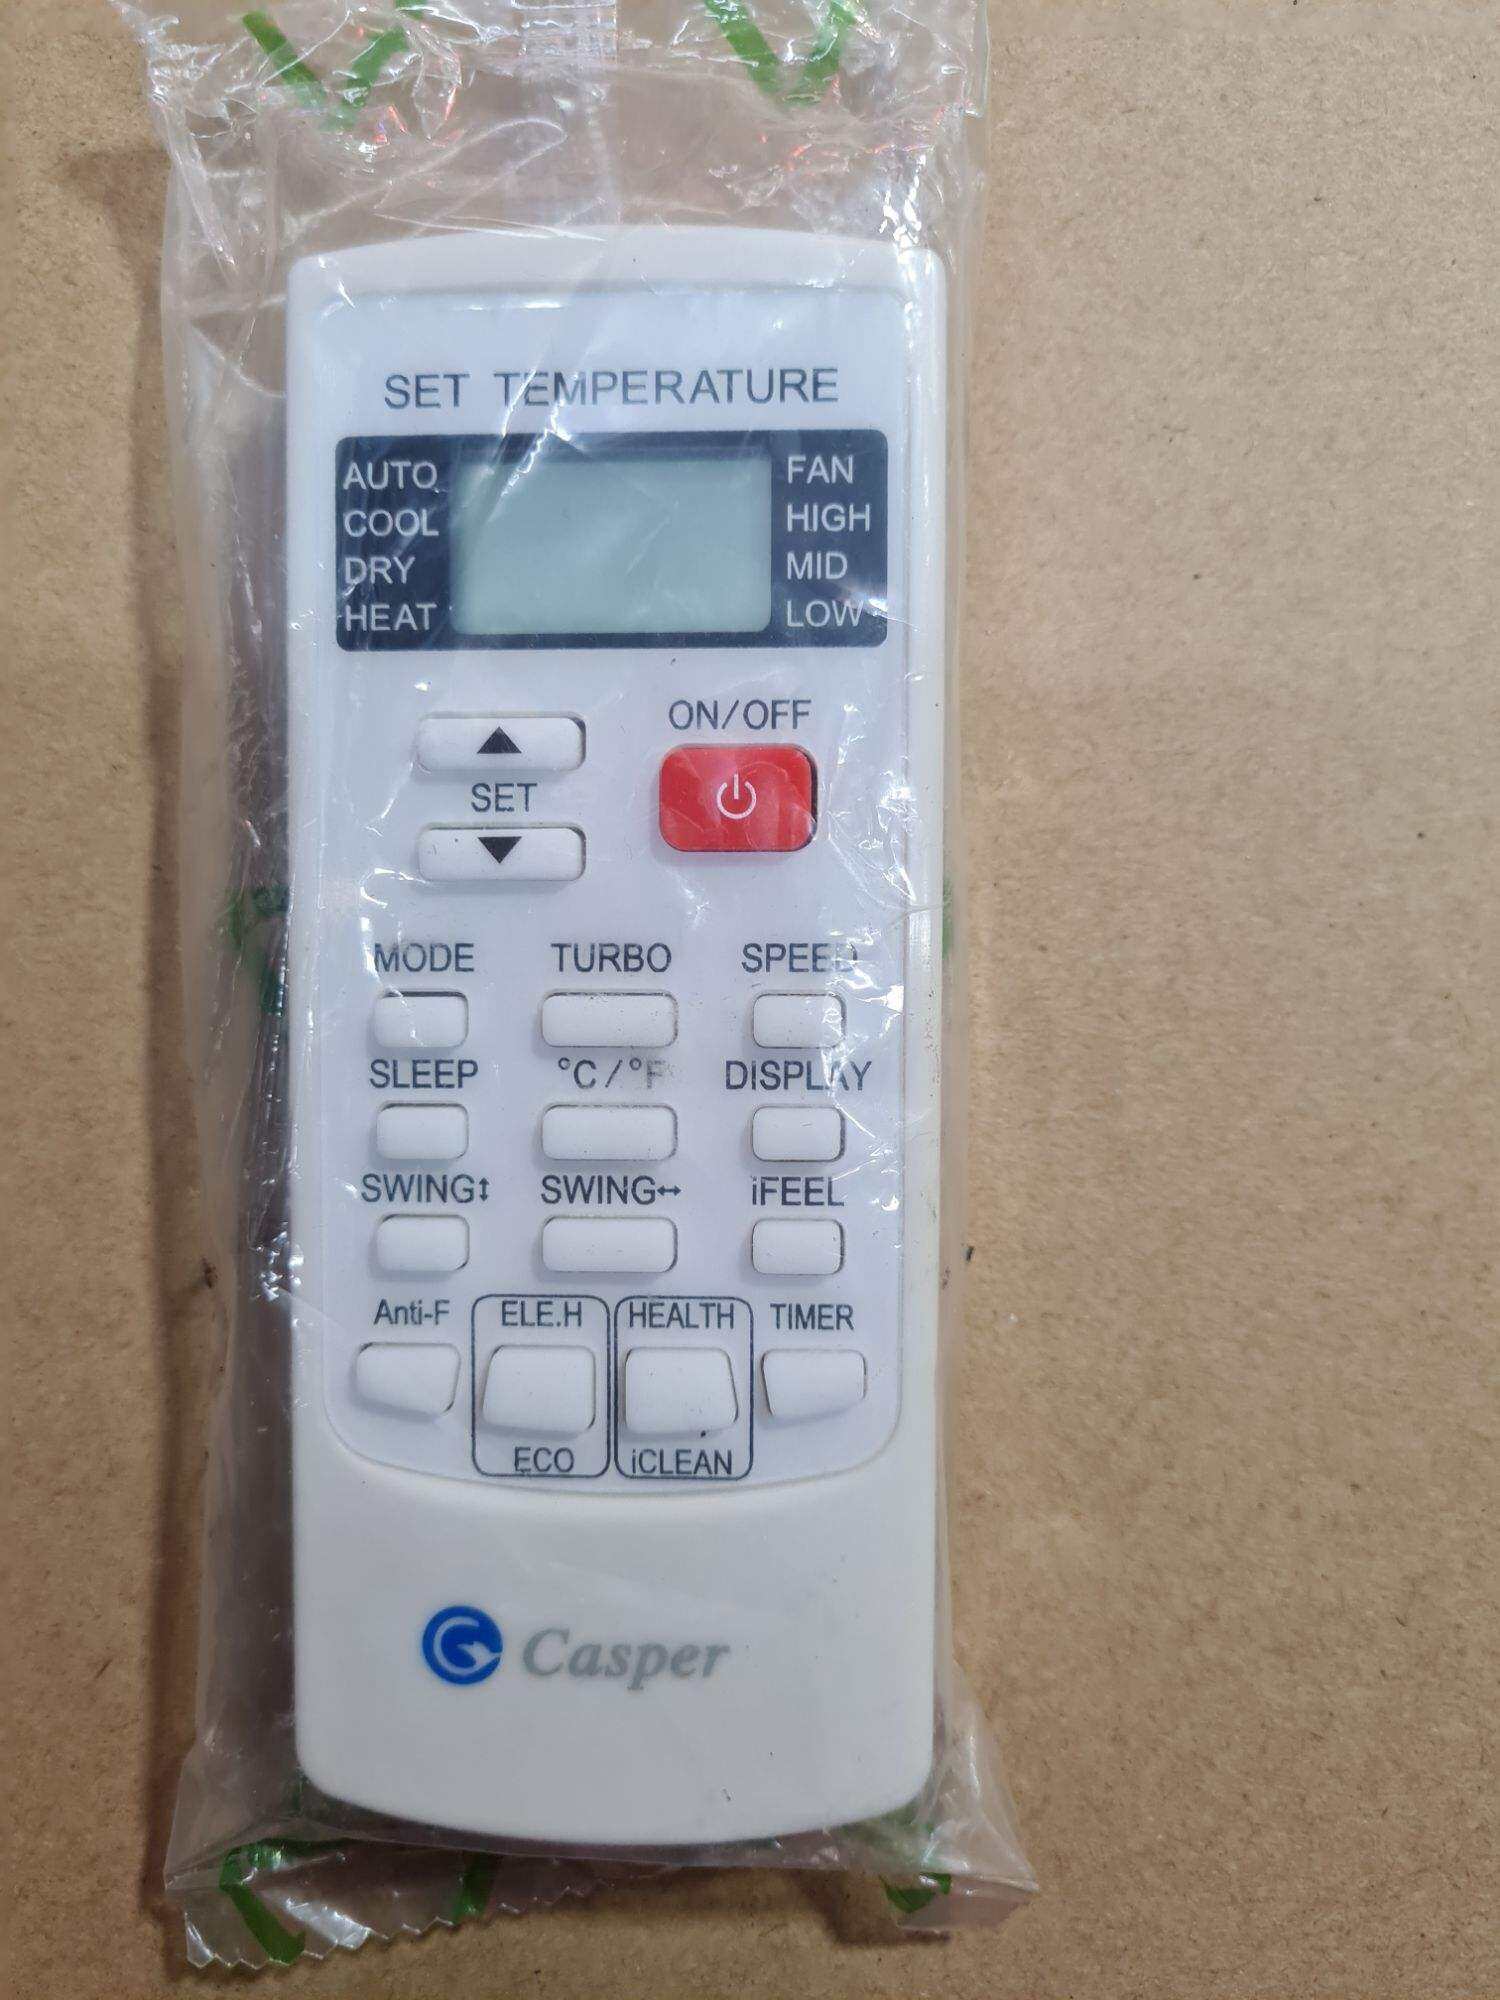 SET TEMPERATURE
AUTO FAN
COOL HIGH
DRY MID
HEAT LOW
ON/OFF
SET
MODE TURBO SPEED
SLEEP °C/°F DISPLAY
SWING↕ SWING↔ iFEEL
Anti-F ELE.H HEALTH TIMER
ECO iCLEAN
Casper